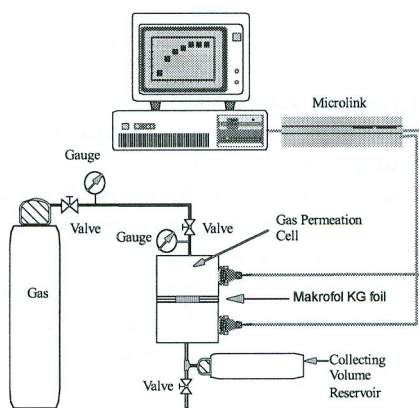 Microlink
Gauge
Valve
Gauge
Valve
Gas Permeation
Cell
Gas
Makrofol KG foil
Valve
Collecting
Volume
Reservoir